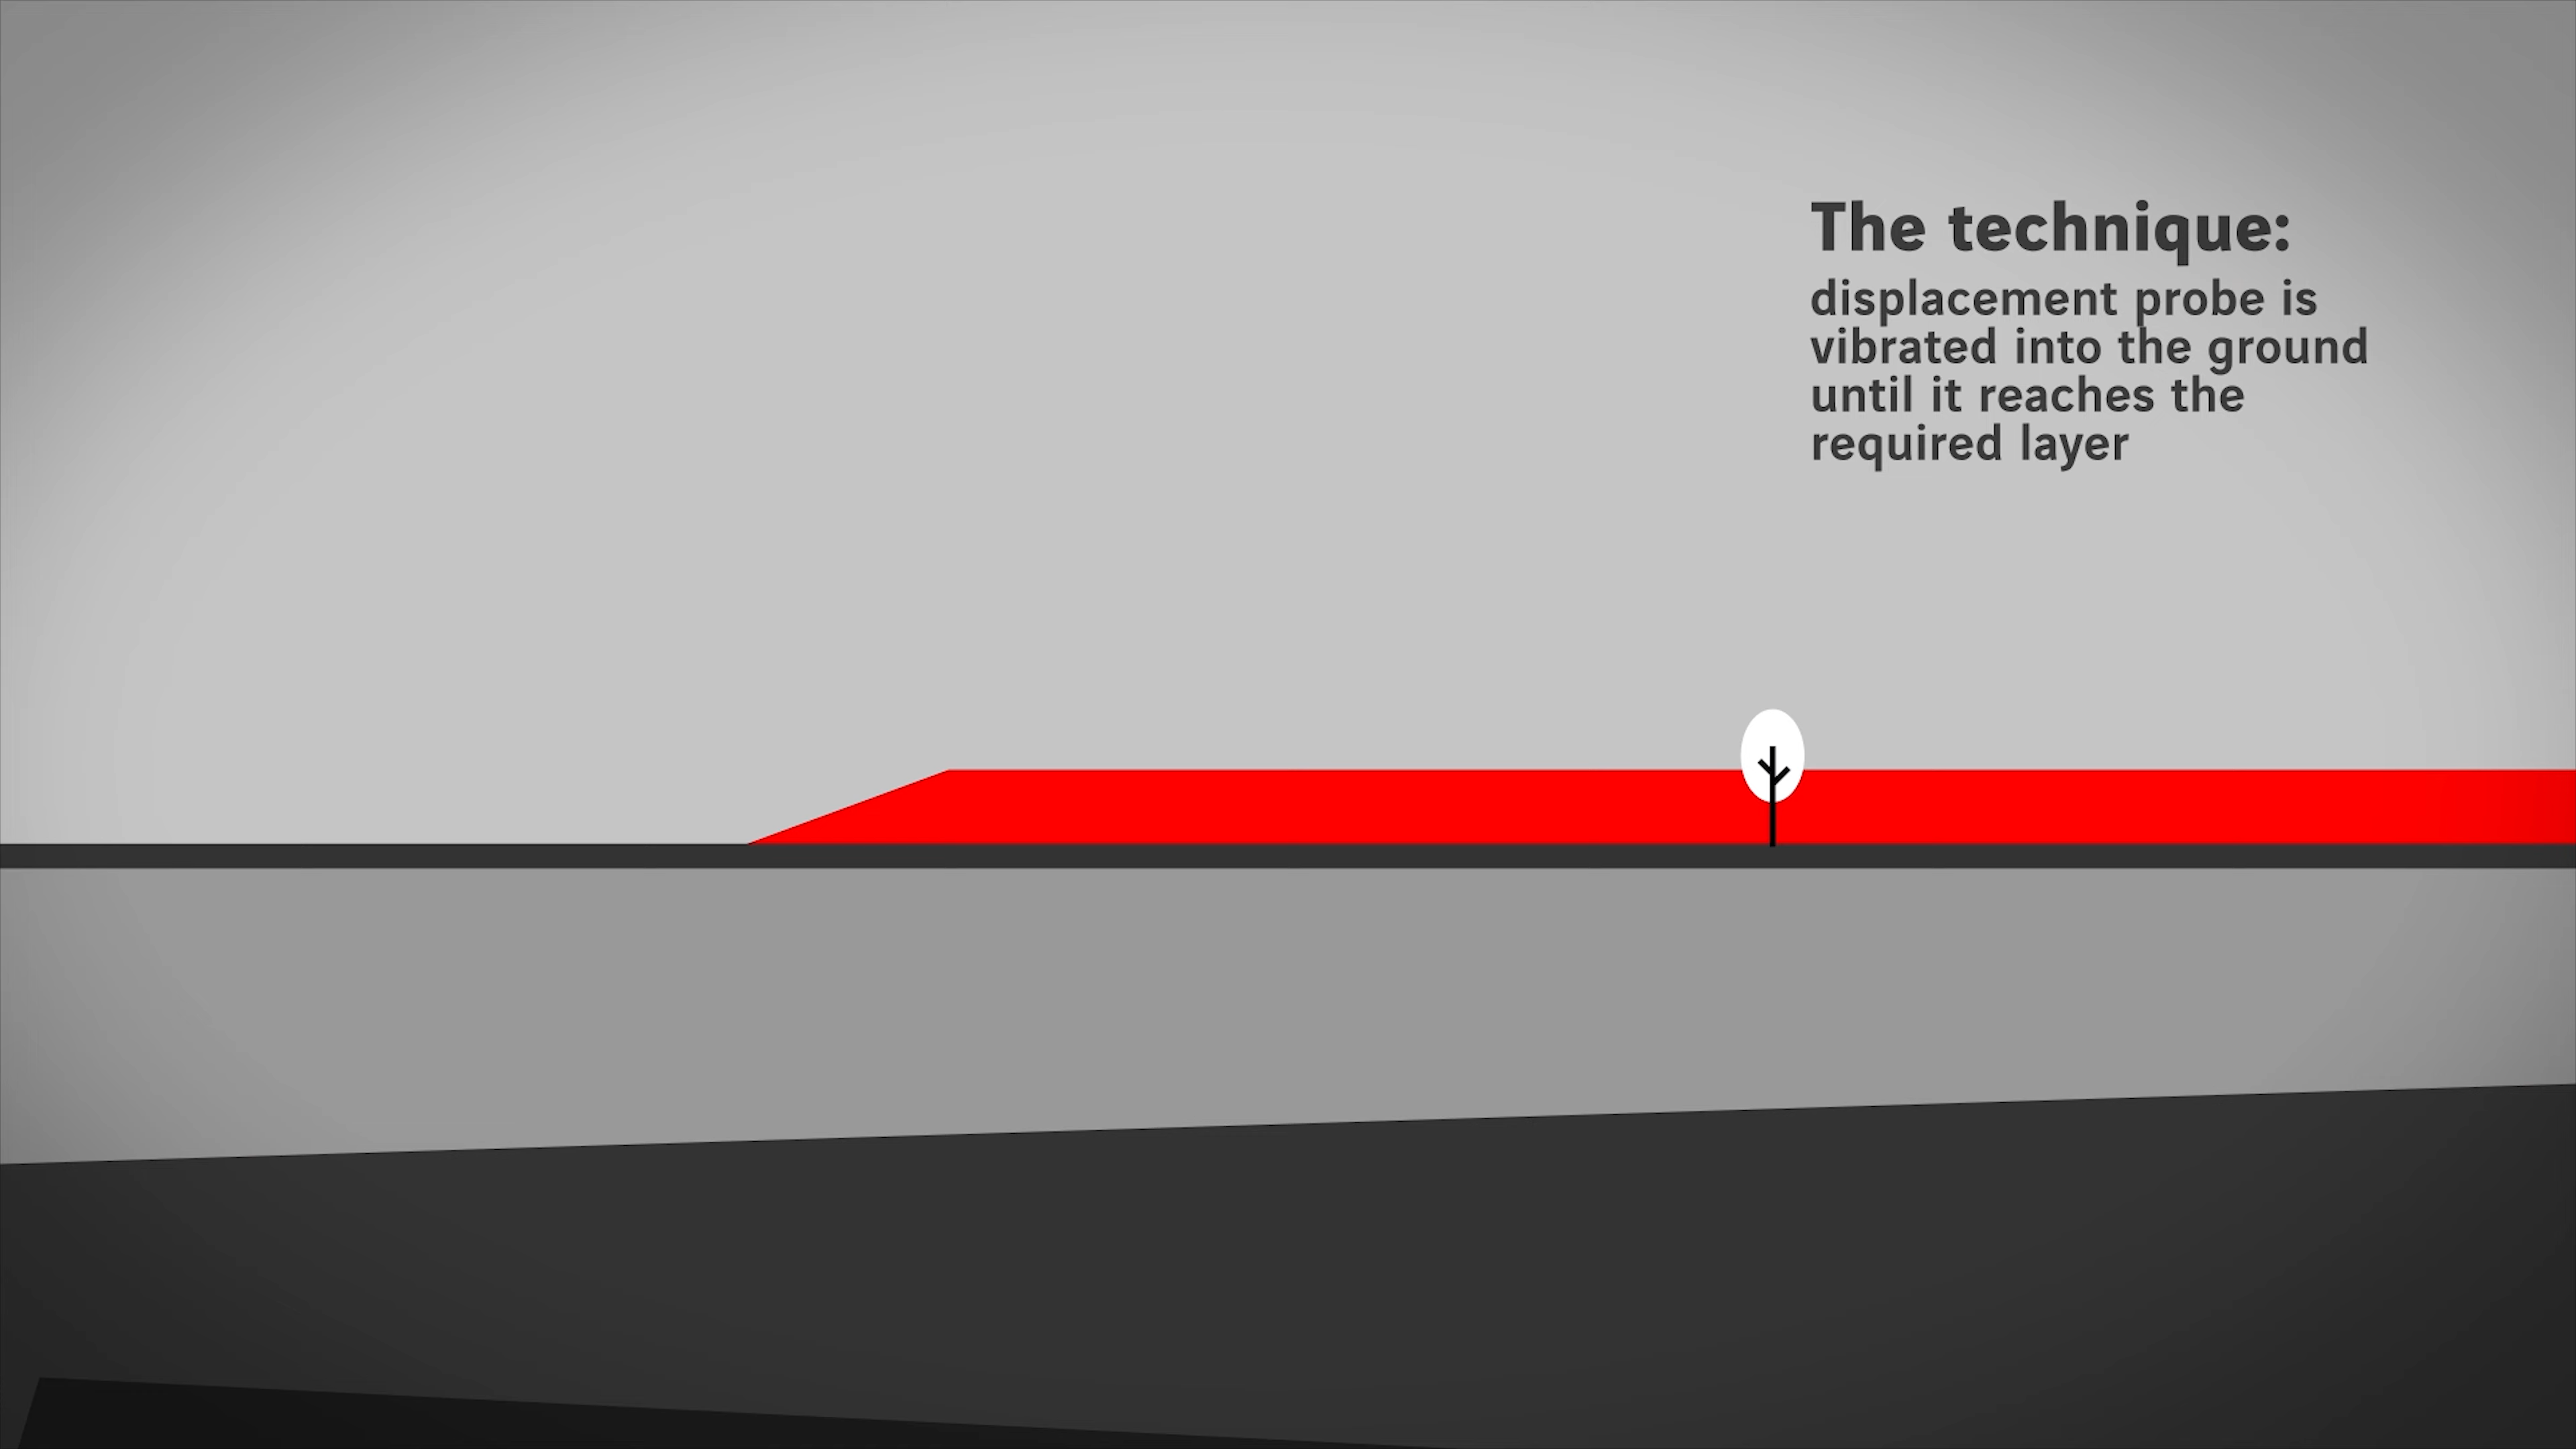 The technique:
displacement probe is
vibrated into the ground
until it reaches the
required layer